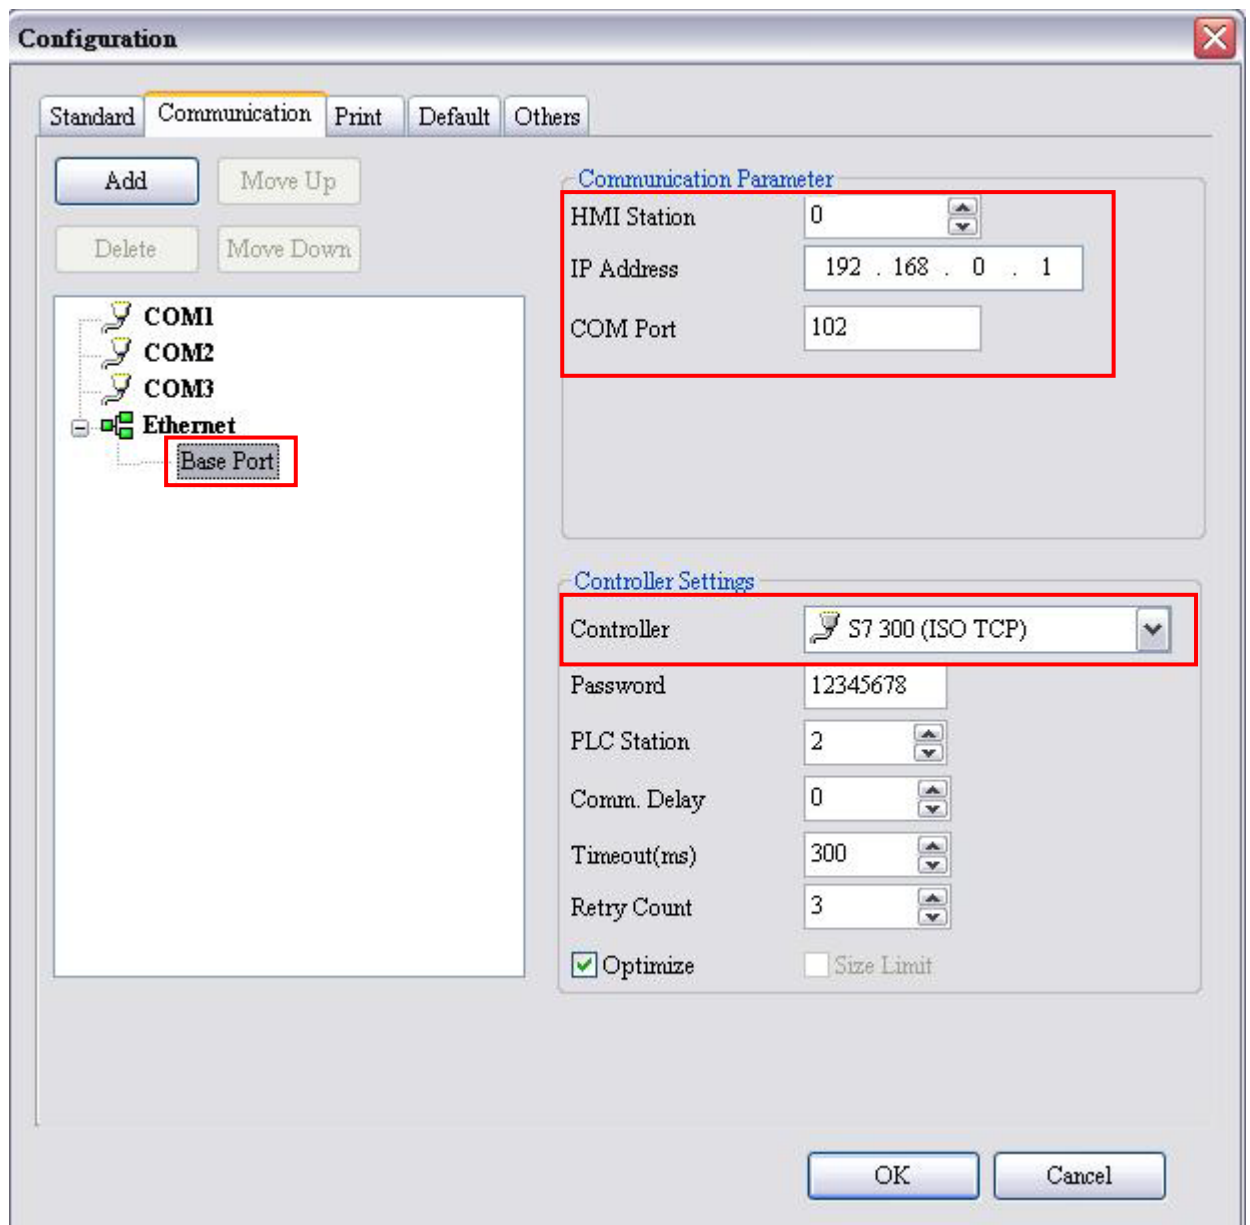 Configuration
Standard Communication Print Default Others
Add Move Up
Delete Move Down
COM1
COM2
COM3
Ethernet
Base Port
Communication Parameter
HMI Station 0
IP Address 192 . 168 . 0 . 1
COM Port 102
Controller Settings
Controller S7 300 (ISO TCP)
Password 12345678
PLC Station 2
Comm. Delay 0
Timeout(ms) 300
Retry Count 3
Optimize Size Limit
OK Cancel